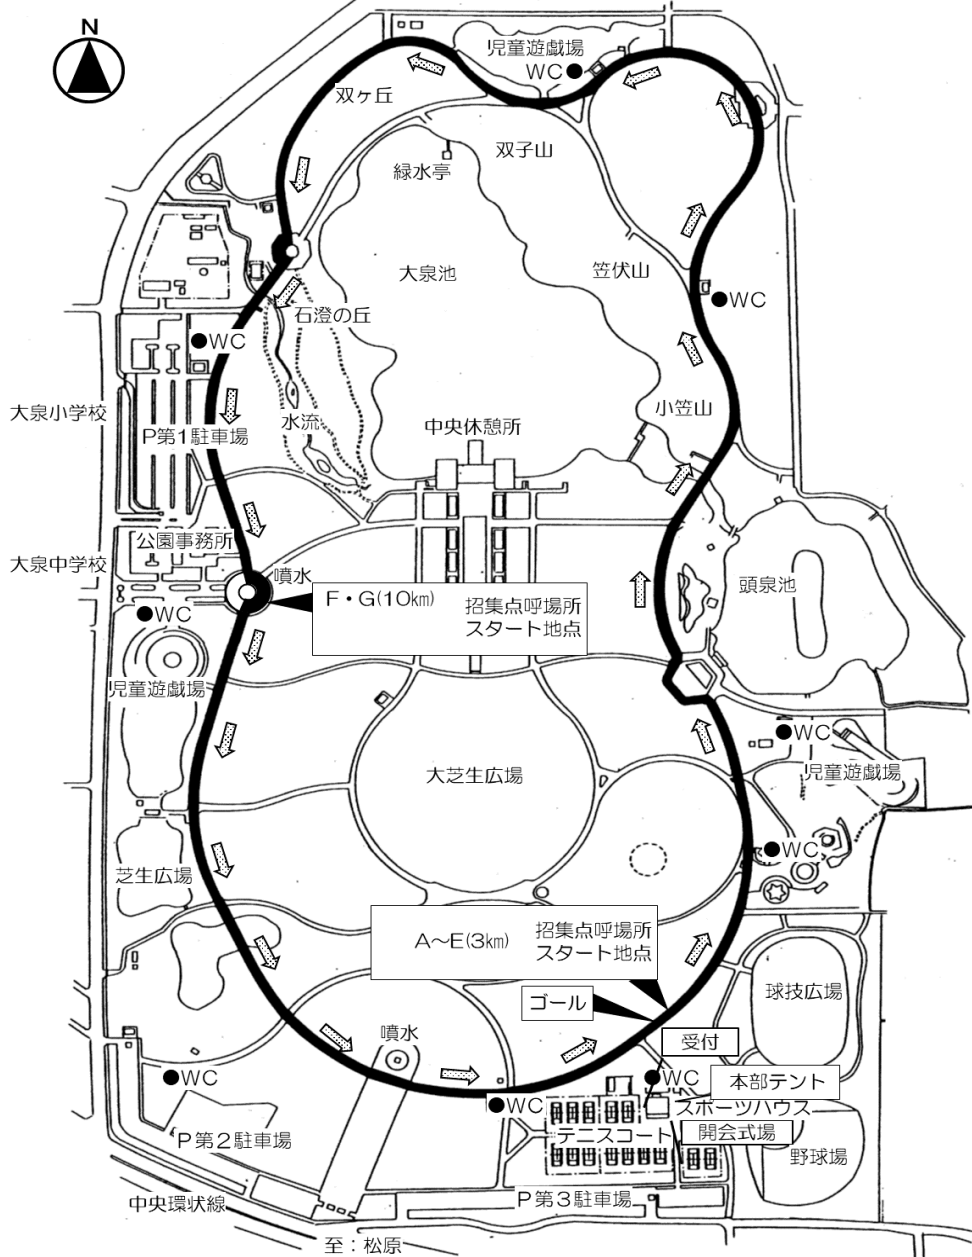 N
児童遊戯場
WC
双ヶ丘
双子山
緑水亭
大泉池
笠伏山
WC
石澄の丘
WC
大泉小学校
小笠山
水流
中央休憩所
P第1駐車場
公園事務所
大泉中学校
噴水
頭泉池
F・G(10km) 招集点呼場所
スタート地点
WC
児童遊戯場
WC
児童遊戯場
大芝生広場
WC
芝生広場
A～E(3km) 招集点呼場所
スタート地点
ゴール
球技広場
噴水
受付
WC
WC
本部テント
WC
スポーツハウス
テニスコート
開会式場
P第2駐車場
野球場
中央環状線
P第3駐車場
至：松原